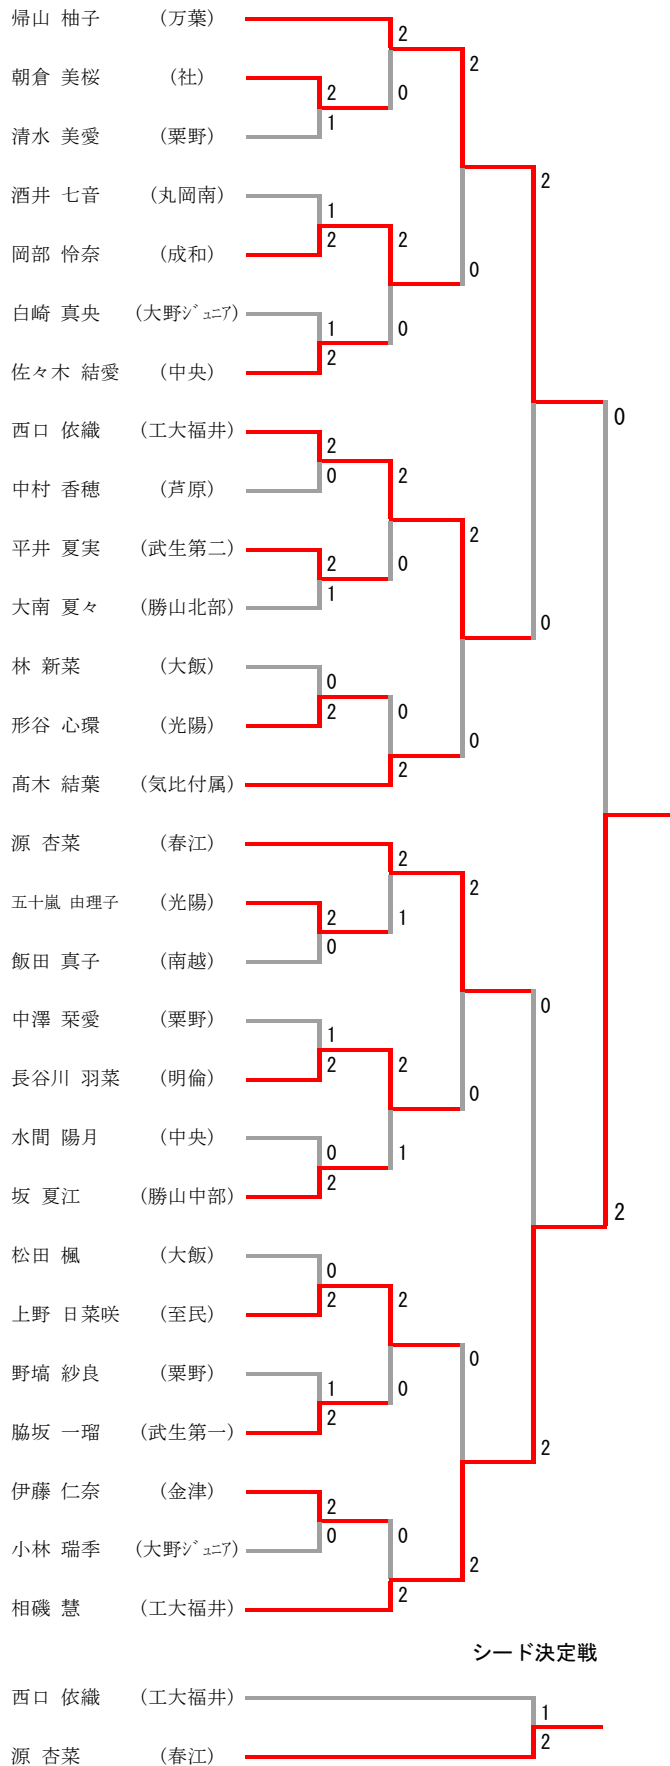 帰山 柚子 (万葉)
2
2
朝倉 美桜 (社)
2
0
1
清水 美愛 (粟野)
2
酒井 七音 (丸岡南)
1
2
2
岡部 怜奈 (成和)
0
白崎 真央 (大野ジュニア)
1
0
2
佐々木 結愛 (中央)
0
西口 依織 (工大福井)
2
0
2
中村 香穂 (芦原)
2
平井 夏実 (武生第二)
2
0
1
大南 夏々 (勝山北部)
0
林 新菜 (大飯)
0
2
0
形谷 心環 (光陽)
0
2
髙木 結葉 (気比付属)
源 杏菜 (春江)
2
2
五十嵐 由理子 (光陽)
2
1
0
飯田 真子 (南越)
0
中澤 栞愛 (粟野)
1
2
2
長谷川 羽菜 (明倫)
0
水間 陽月 (中央)
0
1
2
坂 夏江 (勝山中部)
2
松田 楓 (大飯)
0
2
2
上野 日菜咲 (至民)
0
野塙 紗良 (粟野)
1
0
2
脇坂 一瑠 (武生第一)
2
伊藤 仁奈 (金津)
2
0
0
小林 瑞季 (大野ジュニア)
2
2
相磯 慧 (工大福井)
シード決定戦
西口 依織 (工大福井)
1
2
源 杏菜 (春江)